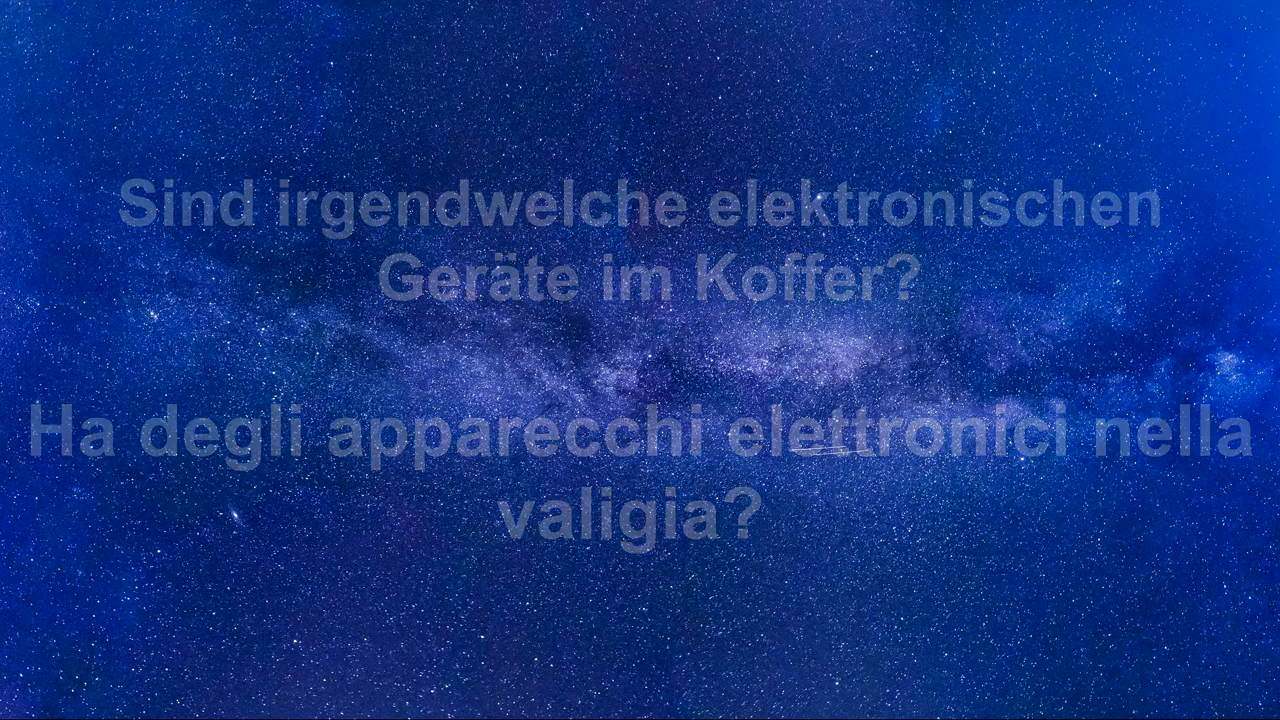 Sind irgendwelche elektronischen
Geräte im Koffer?
Ha degli apparecchi elettronici nella
valigia?